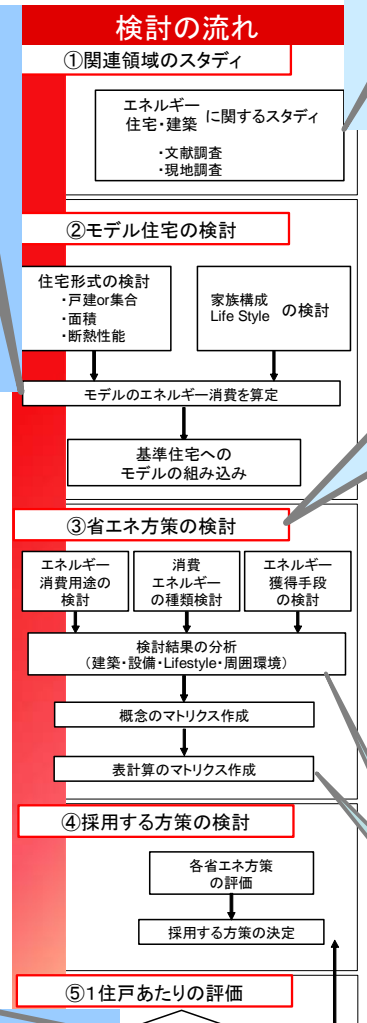 検討の流れ
①関連領域のスタディ
エネルギー
住宅・建築 に関するスタディ
・文献調査
・現地調査
②モデル住宅の検討
住宅形式の検討
・戸建or集合
・面積
・断熱性能
家族構成
Life Style の検討
モデルのエネルギー消費を算定
基準住宅への
モデルの組み込み
③省エネ方策の検討
エネルギー
消費用途の
検討
消費
エネルギー
の種類検討
エネルギー
獲得手段
の検討
検討結果の分析
（建築・設備・Lifestyle・周囲環境）
概念のマトリクス作成
表計算のマトリクス作成
④採用する方策の検討
各省エネ方策
の評価
採用する方策の決定
⑤1住戸あたりの評価